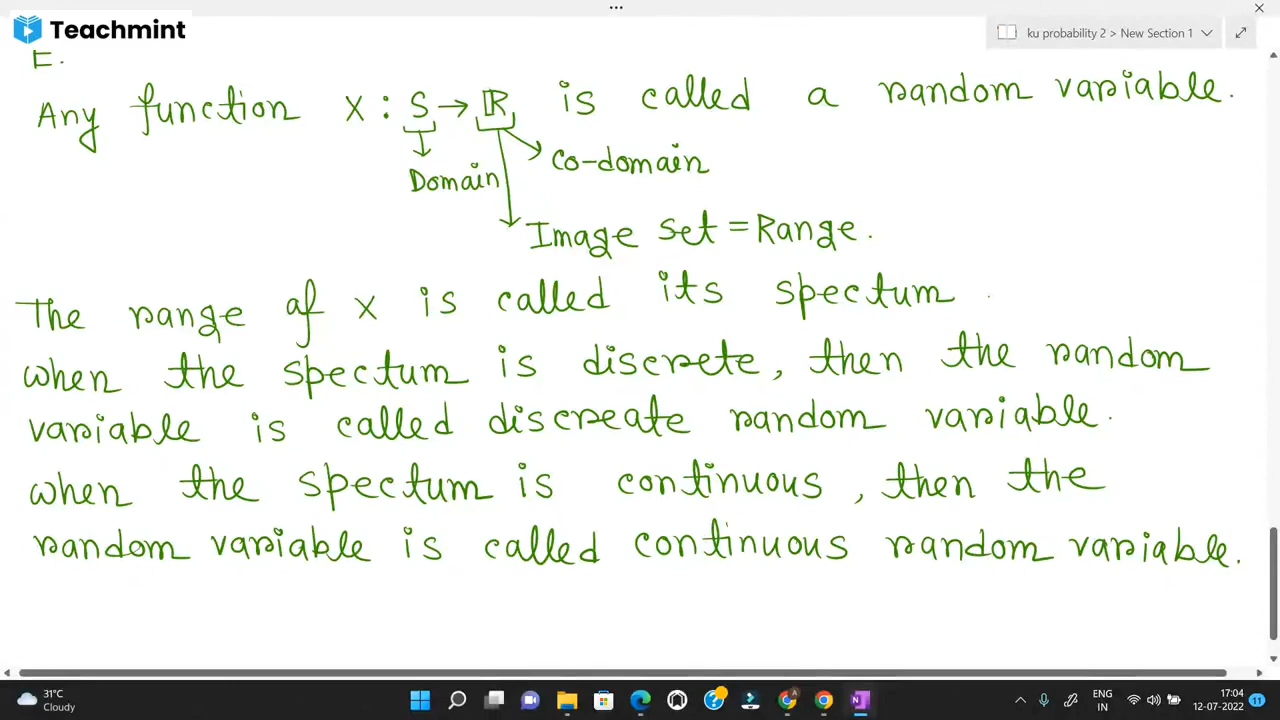 Teachmint
ku probability 2 > New Section 1
E.
Any function X : S → ℝ is called a random variable.
Co-domain
Domain
Image set = Range.
The range of X is called its spectum
when the spectum is discrete, then the random
variable is called discreate random variable.
when the spectum is continuous, then the
random variable is called continuous random variable.
31°C
Cloudy
ENG
IN
17:04
12-07-2022
11